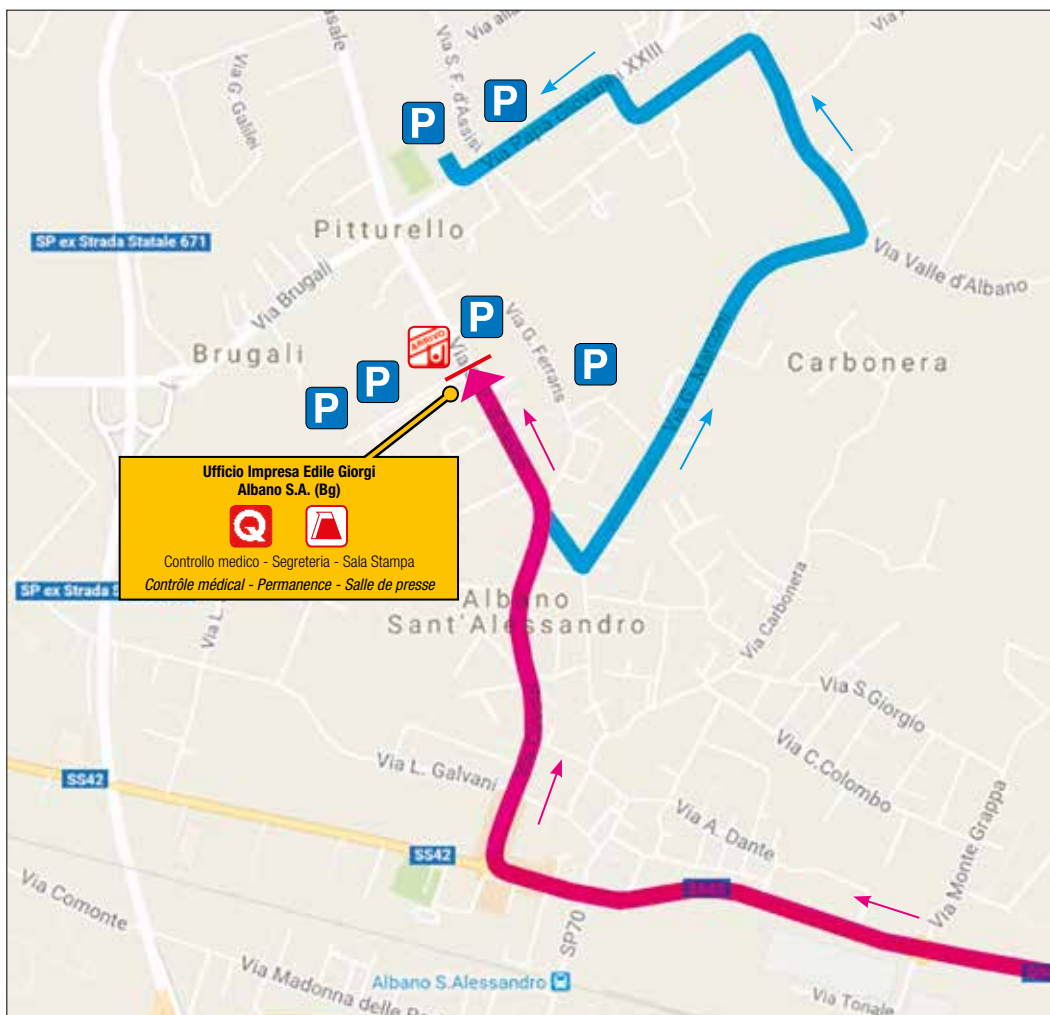 Via G. Galilei
Via S. F. d'Assisi
Via Papa Giovanni XXIII
P
P
SP ex Strada Statale 671
Pitturello
Via Valle d'Albano
Via Brugali
Brugali
ARRIVO
P
Via G. Ferraris
Via G. Marconi
Carbonera
P
P
P
Ufficio Impresa Edile Giorgi
Albano S.A. (Bg)
Q
Controllo medico - Segreteria - Sala Stampa
Contrôle médical - Permanence - Salle de presse
SP ex Strada S
Via L.
Albano
Sant'Alessandro
Via Carbonera
Via S.Giorgio
Via C.Colombo
Via L. Galvani
SS42
Via A. Dante
Via Monte Grappa
SS42
SS42
Via Comonte
SP70
Albano S.Alessandro
Via Madonna delle
Via Tonale